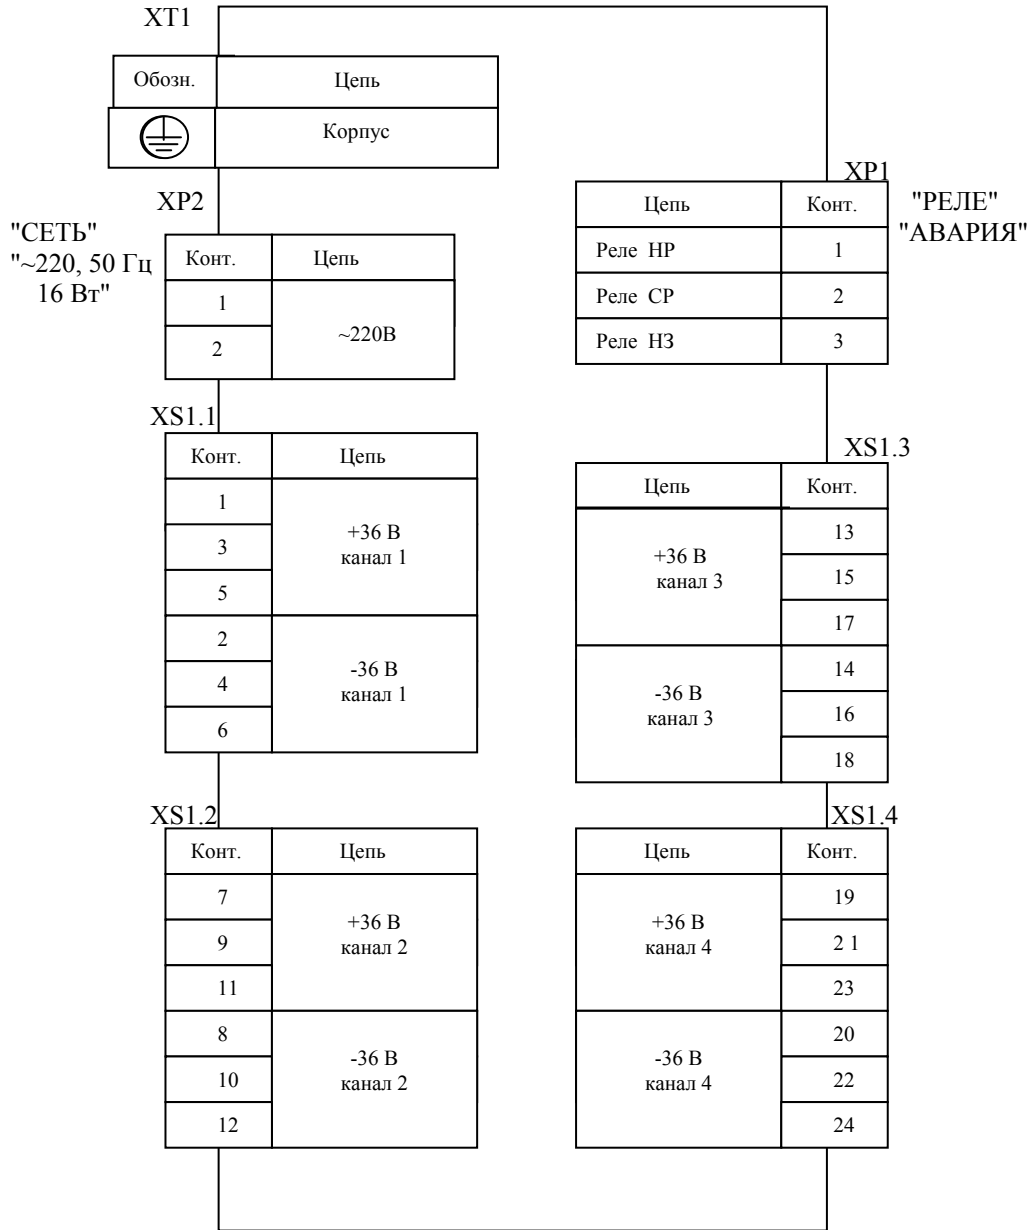 XT1
Обозн. Цепь
Корпус
XP2
"СЕТЬ"
"~220, 50 Гц
16 Вт"
Конт. Цепь
1
2
~220В
XS1.1
Конт. Цепь
1
3
5
+36 В
канал 1
2
4
6
-36 В
канал 1
XS1.2
Конт. Цепь
7
9
11
+36 В
канал 2
8
10
12
-36 В
канал 2
XP1
"РЕЛЕ"
"АВАРИЯ"
Цепь Конт.
Реле НР 1
Реле СР 2
Реле НЗ 3
XS1.3
Цепь Конт.
+36 В
канал 3
13
15
17
-36 В
канал 3
14
16
18
XS1.4
Цепь Конт.
+36 В
канал 4
19
2 1
23
-36 В
канал 4
20
22
24